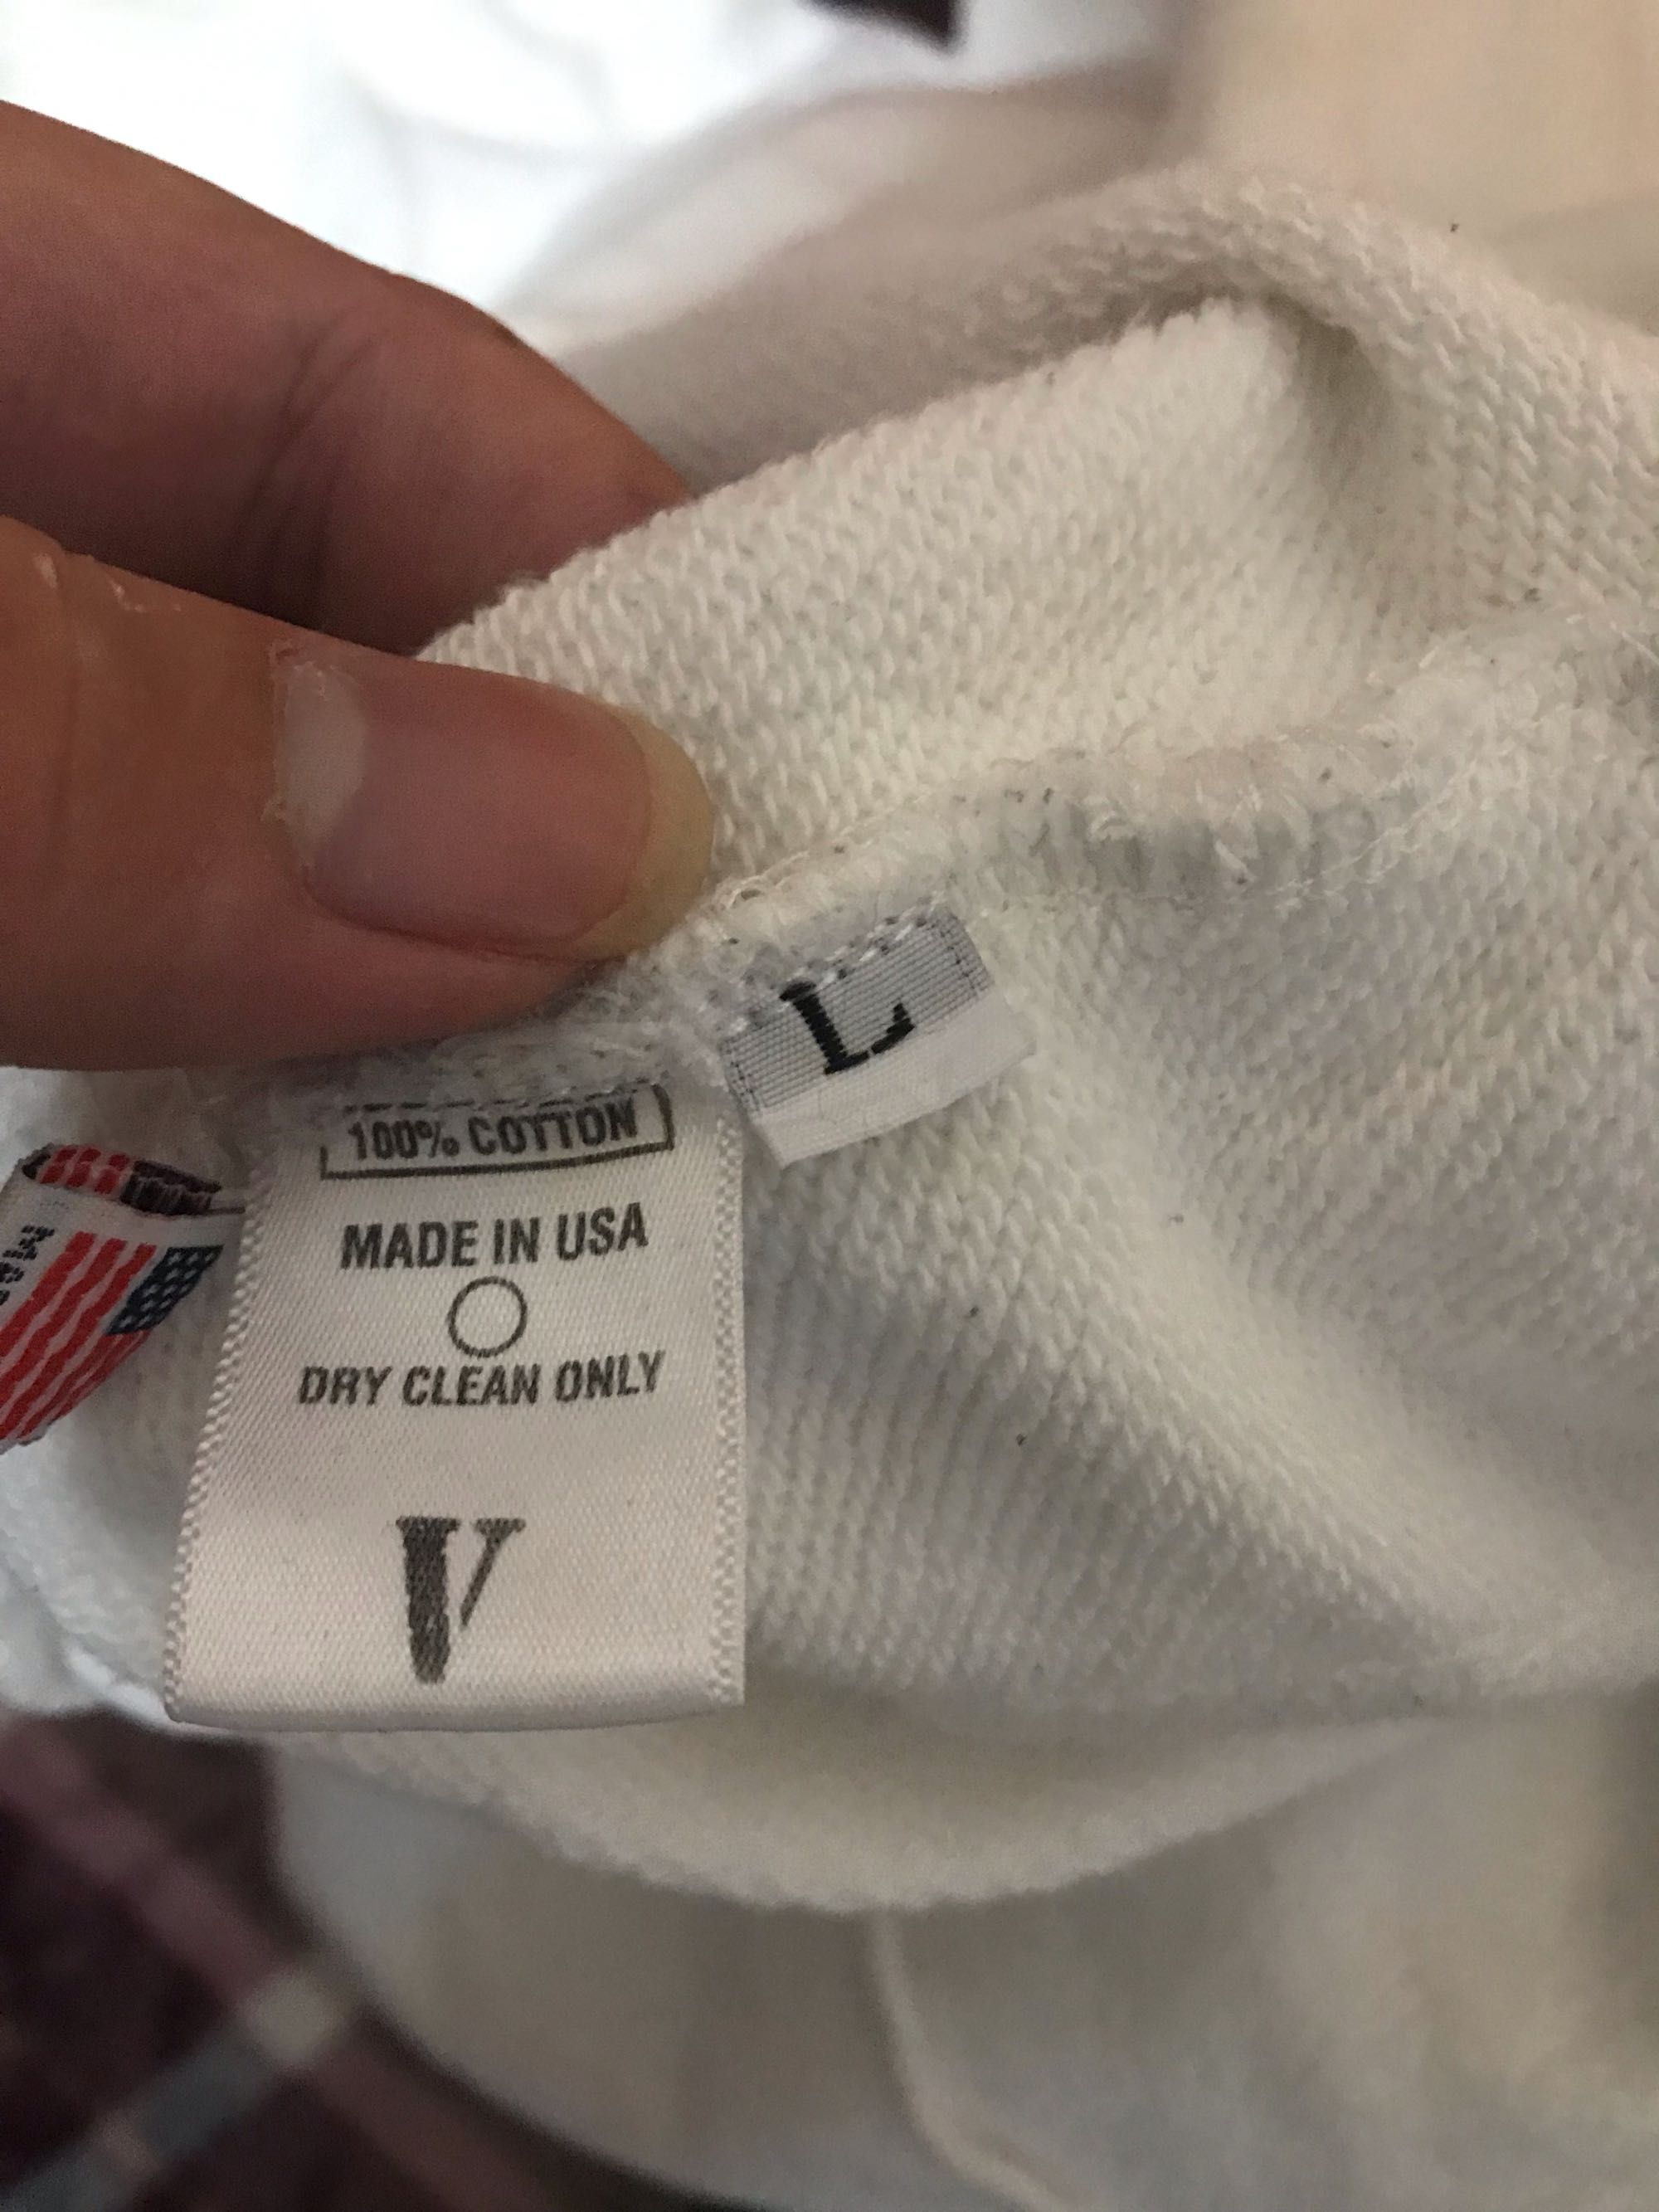 L
100% COTTON
MADE IN USA
DRY CLEAN ONLY
V